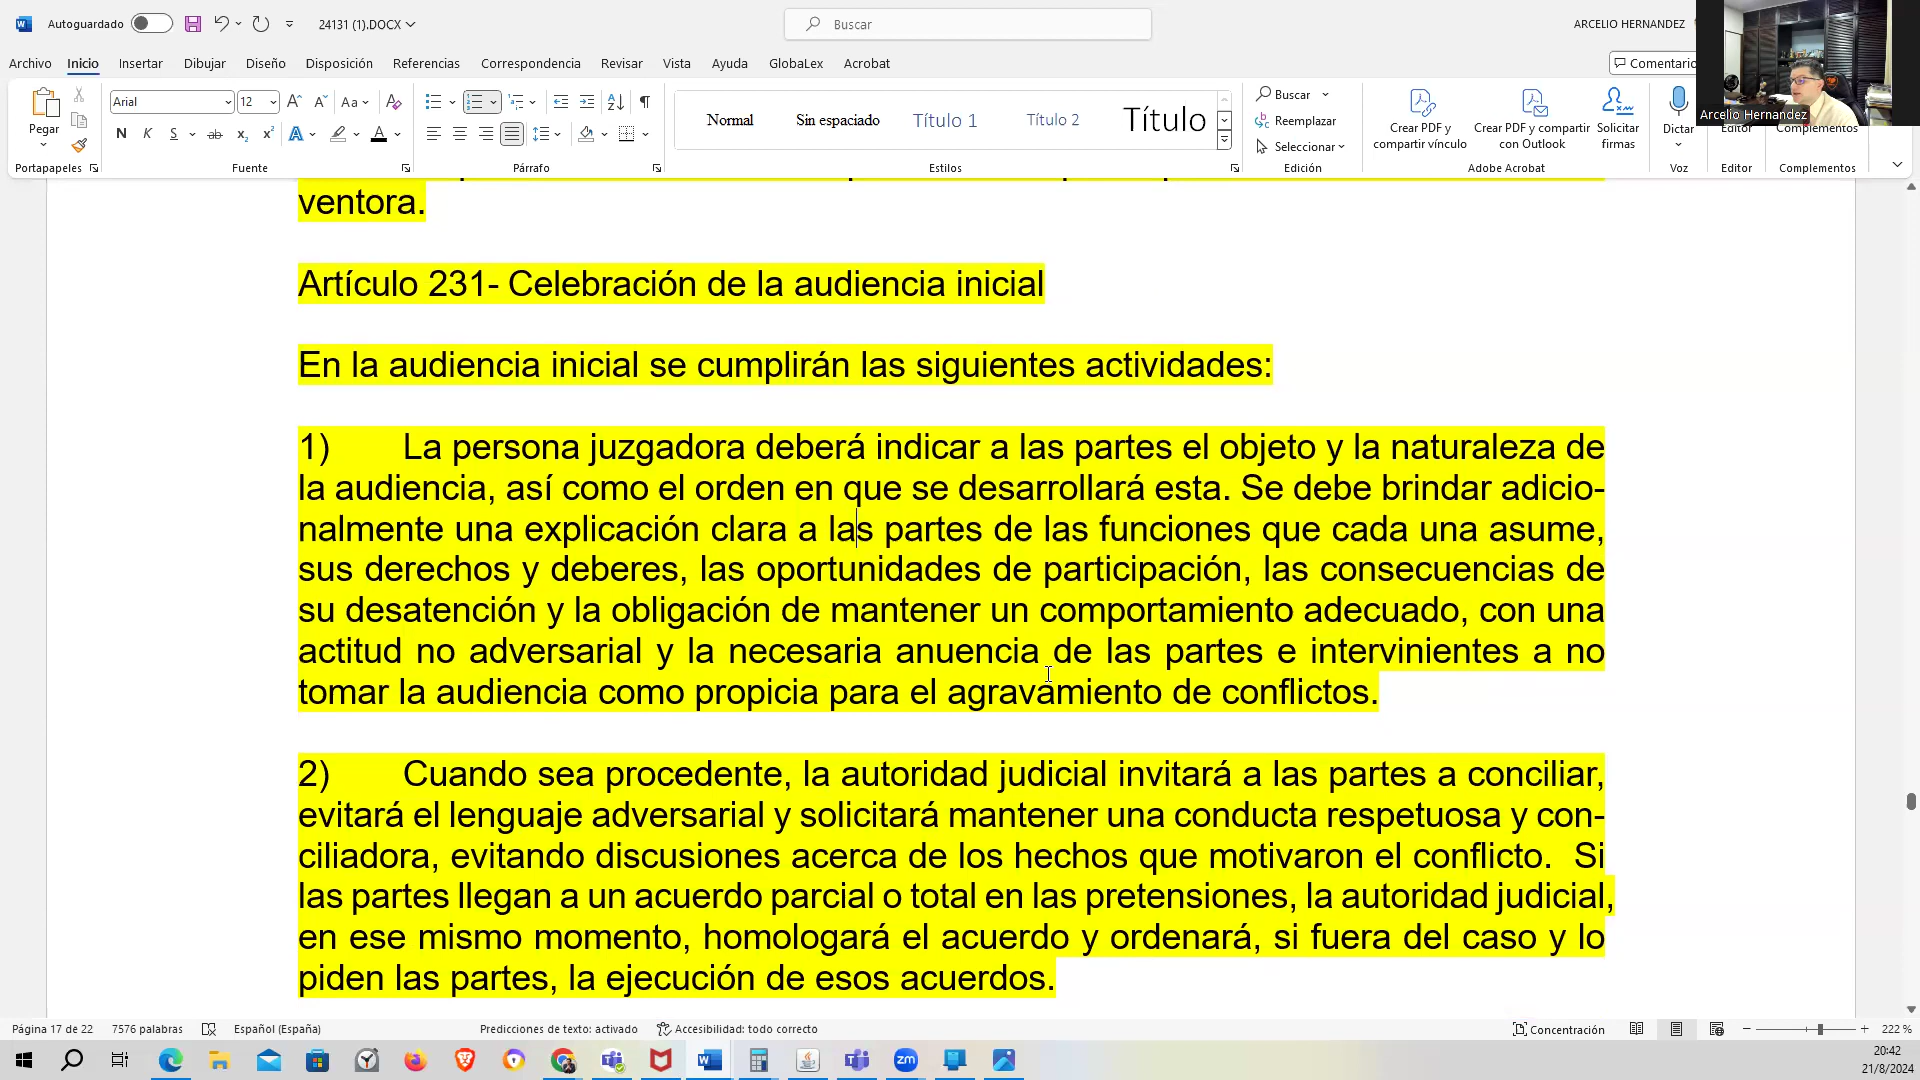 Autoguardado
24131 (1).DOCX
Buscar
ARCELIO HERNANDEZ
Archivo Inicio Insertar Dibujar Diseño Disposición Referencias Correspondencia Revisar Vista Ayuda GlobaLex Acrobat
Comentario
Pegar
Arial 12
Aa
N K S ab x₂ x² A A
Normal
Sin espaciado
Título 1
Título 2
Título
Buscar
Reemplazar
Seleccionar
Crear PDF y compartir vínculo
Crear PDF y compartir con Outlook
Solicitar firmas
Dictar
Editor
Complementos
Arcelio Hernandez
Portapapeles Fuente Párrafo Estilos Edición Adobe Acrobat Voz Editor Complementos
ventora.
Artículo 231- Celebración de la audiencia inicial
En la audiencia inicial se cumplirán las siguientes actividades:
1) La persona juzgadora deberá indicar a las partes el objeto y la naturaleza de
la audiencia, así como el orden en que se desarrollará esta. Se debe brindar adicio-
nalmente una explicación clara a las partes de las funciones que cada una asume,
sus derechos y deberes, las oportunidades de participación, las consecuencias de
su desatención y la obligación de mantener un comportamiento adecuado, con una
actitud no adversarial y la necesaria anuencia de las partes e intervinientes a no
tomar la audiencia como propicia para el agravamiento de conflictos.
2) Cuando sea procedente, la autoridad judicial invitará a las partes a conciliar,
evitará el lenguaje adversarial y solicitará mantener una conducta respetuosa y con-
ciliadora, evitando discusiones acerca de los hechos que motivaron el conflicto. Si
las partes llegan a un acuerdo parcial o total en las pretensiones, la autoridad judicial,
en ese mismo momento, homologará el acuerdo y ordenará, si fuera del caso y lo
piden las partes, la ejecución de esos acuerdos.
Página 17 de 22 7576 palabras Español (España) Predicciones de texto: activado Accesibilidad: todo correcto Concentración 222 %
zm
20:42
21/8/2024